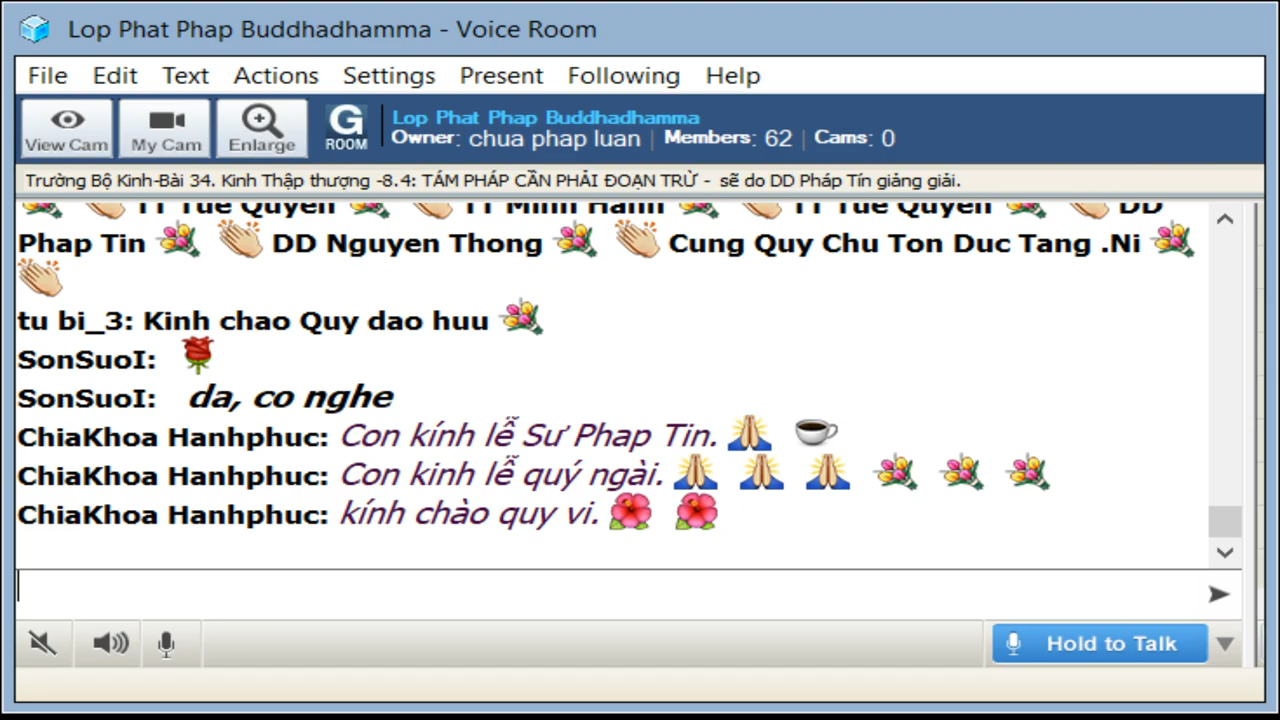 Lop Phat Phap Buddhadhamma - Voice Room
File Edit Text Actions Settings Present Following Help
View Cam My Cam Enlarge G ROOM
Lop Phat Phap Buddhadhamma
Owner: chua phap luan | Members: 62 | Cams: 0
Trường Bộ Kinh-Bài 34. Kinh Thập thượng -8.4: TÁM PHÁP CẦN PHẢI ĐOẠN TRỪ - sẽ do DD Pháp Tín giảng giải.
TT Tue Quyen TT Minh Hanh TT Tue Quyen DD
Phap Tin DD Nguyen Thong Cung Quy Chu Ton Duc Tang .Ni
tu bi_3: Kinh chao Quy dao huu
SonSuoI:
SonSuoI: da, co nghe
ChiaKhoa Hanhphuc: Con kính lễ Sư Phap Tin.
ChiaKhoa Hanhphuc: Con kinh lễ quý ngài.
ChiaKhoa Hanhphuc: kính chào quy vi.
Hold to Talk